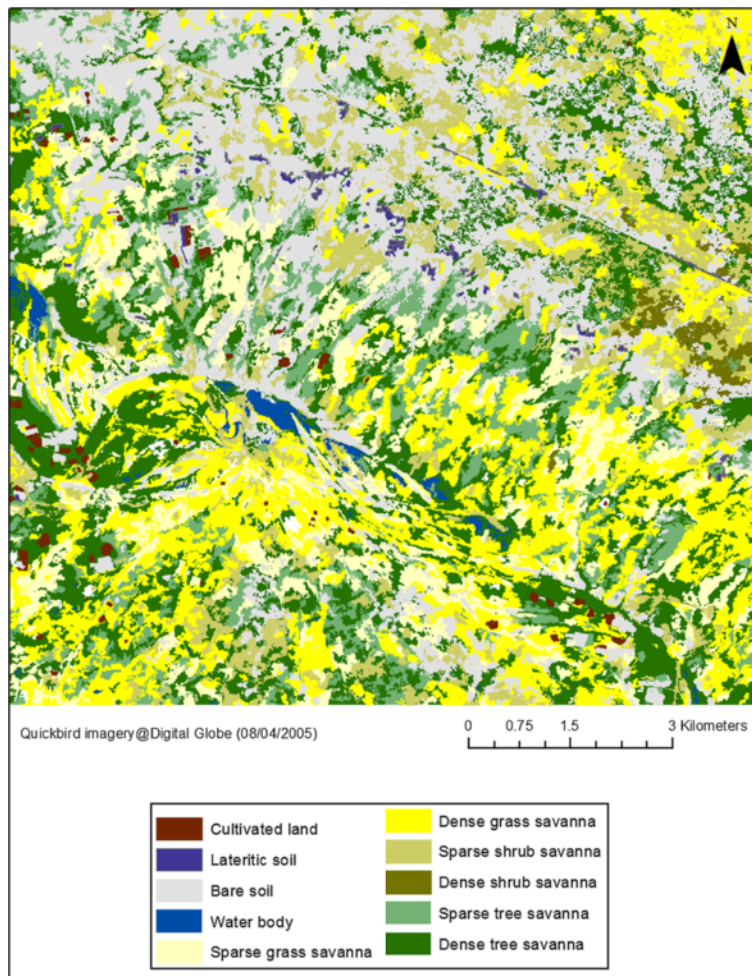 N
Quickbird imagery@Digital Globe (08/04/2005)
0 0.75 1.5 3 Kilometers
Cultivated land
Lateritic soil
Bare soil
Water body
Sparse grass savanna
Dense grass savanna
Sparse shrub savanna
Dense shrub savanna
Sparse tree savanna
Dense tree savanna